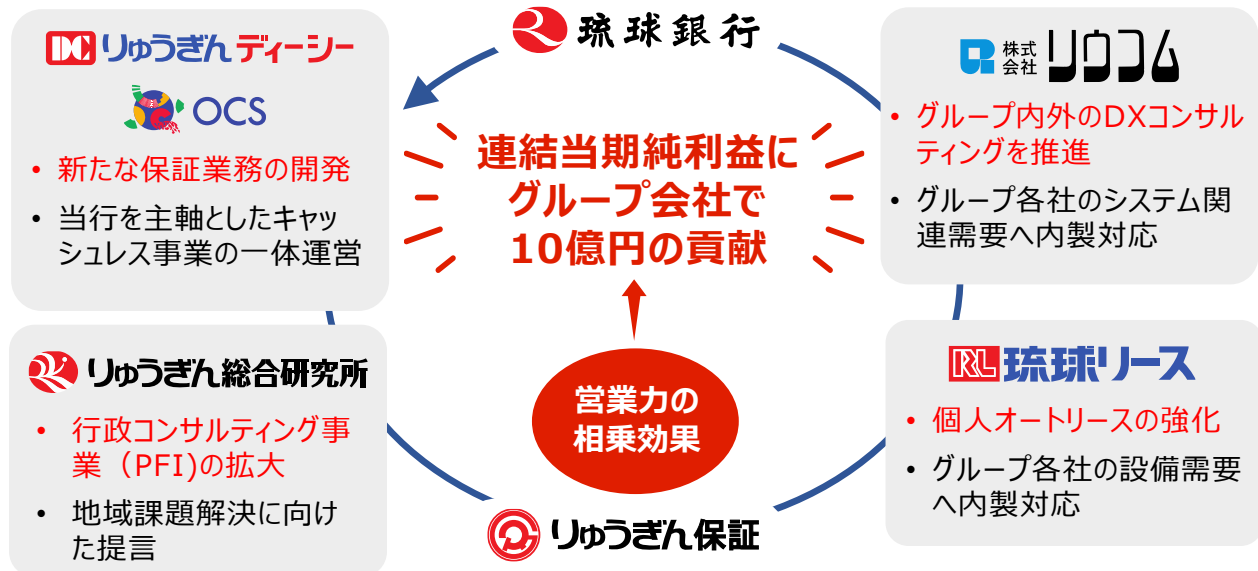 琉球銀行
DC りゅうぎん ディーシー
OCS
• 新たな保証業務の開発
• 当行を主軸としたキャッ
シュレス事業の一体運営
連結当期純利益に
グループ会社で
10億円の貢献
株式
会社 リウコム
• グループ内外のDXコンサル
ティングを推進
• グループ各社のシステム関
連需要へ内製対応
りゅうぎん総合研究所
• 行政コンサルティング事
業（PFI)の拡大
• 地域課題解決に向け
た提言
営業力の
相乗効果
りゅうぎん保証
RL 琉球リース
• 個人オートリースの強化
• グループ各社の設備需要
へ内製対応